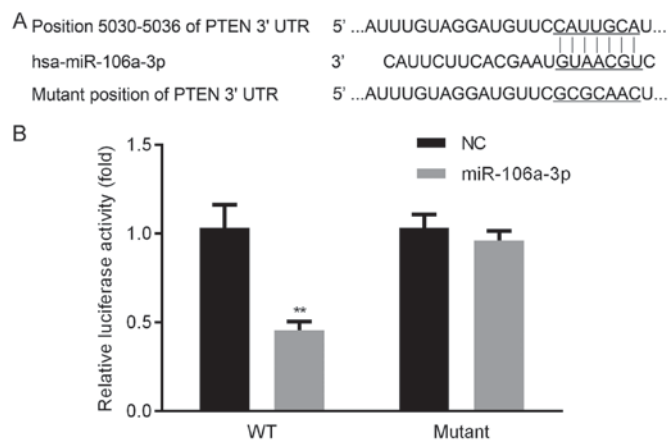 A Position 5030-5036 of PTEN 3' UTR 5' ...AUUUGUAGGAUGUUCCAUUGCAU...
hsa-miR-106a-3p 3' CAUUCUUCACGAAUGUAACGUC
Mutant position of PTEN 3' UTR 5' ...AUUUGUAGGAUGUUCGCGCAACU...
B
NC
miR-106a-3p
Relative luciferase activity (fold)
1.5
1.0
0.5
0.0
**
WT Mutant